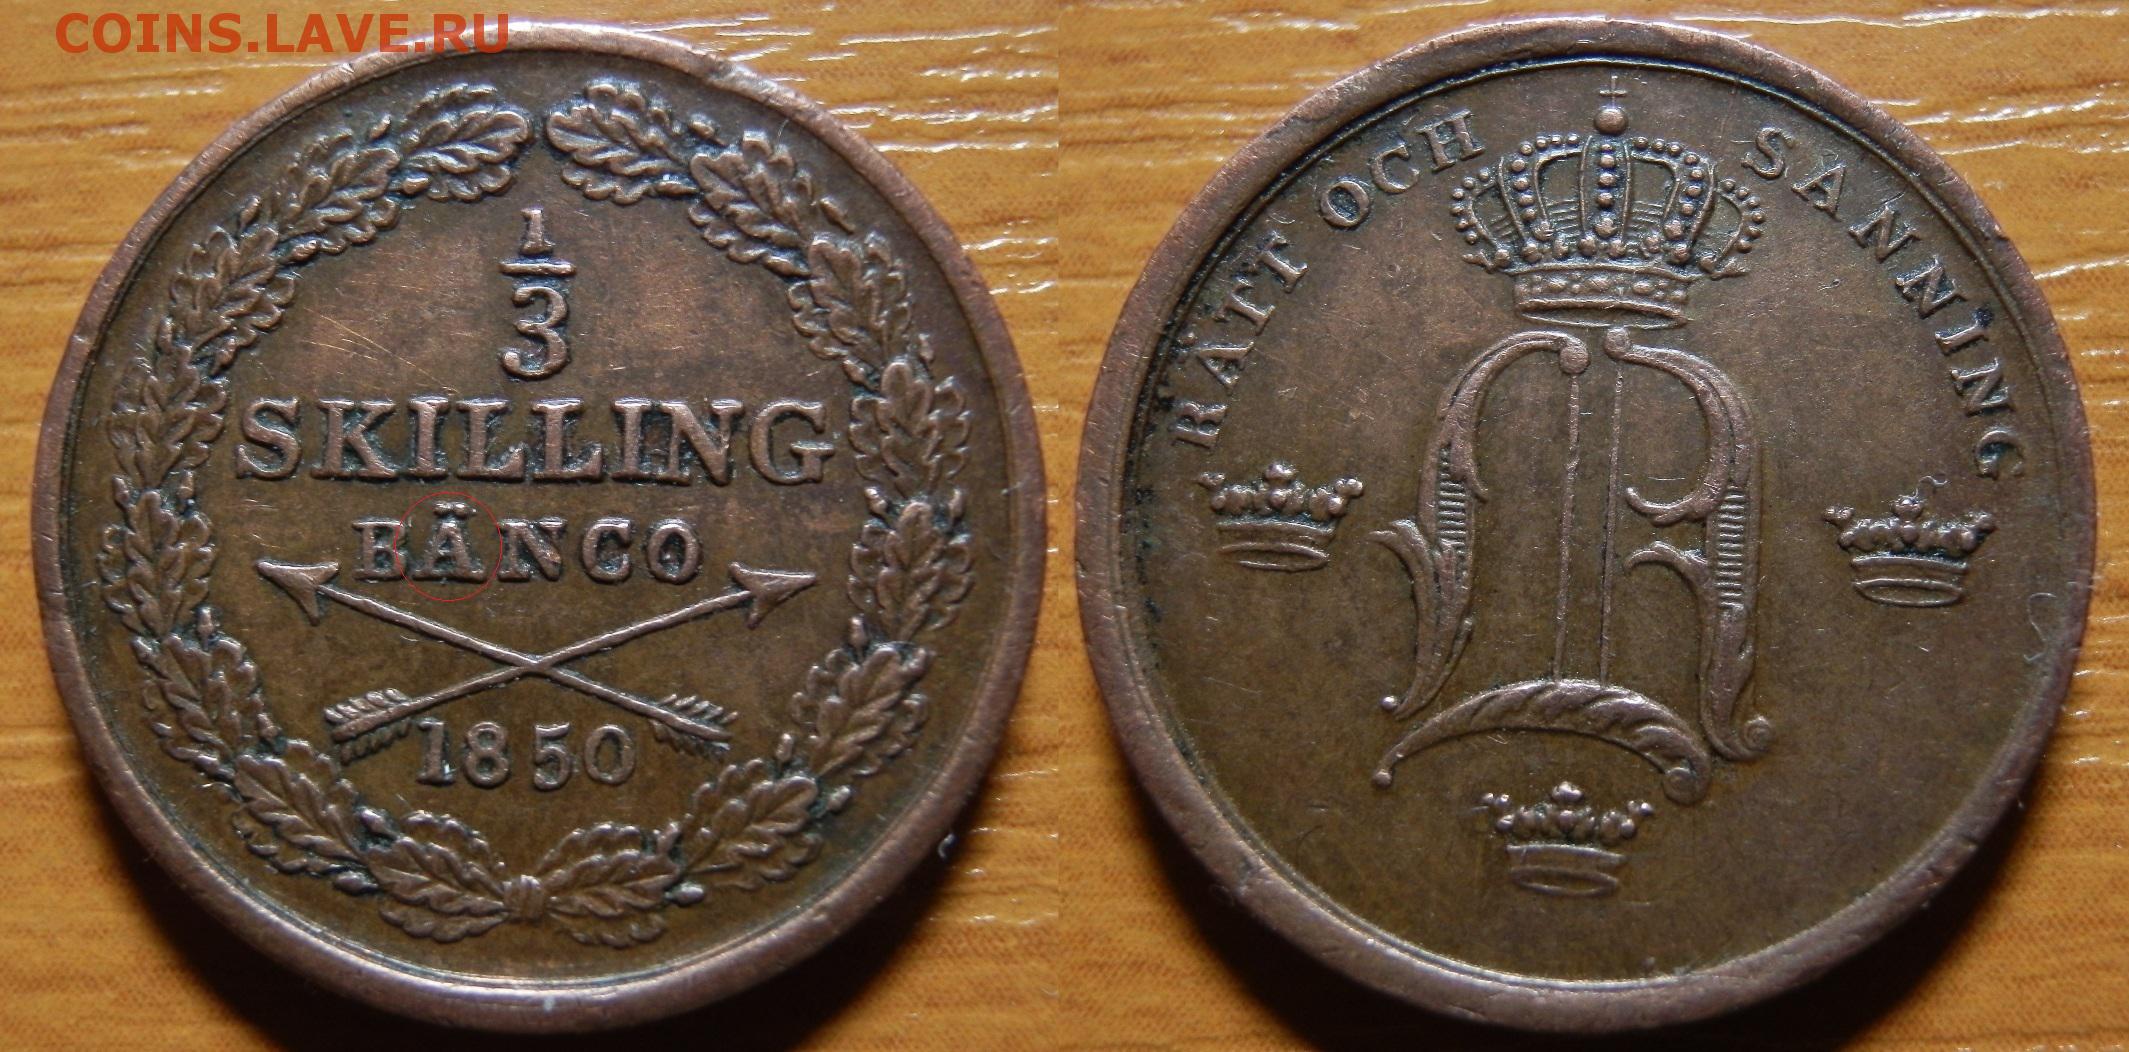 COINS.LAVE.RU
1/3
SKILLING
BÄNCO
1850
RÄTT OCH SANNING